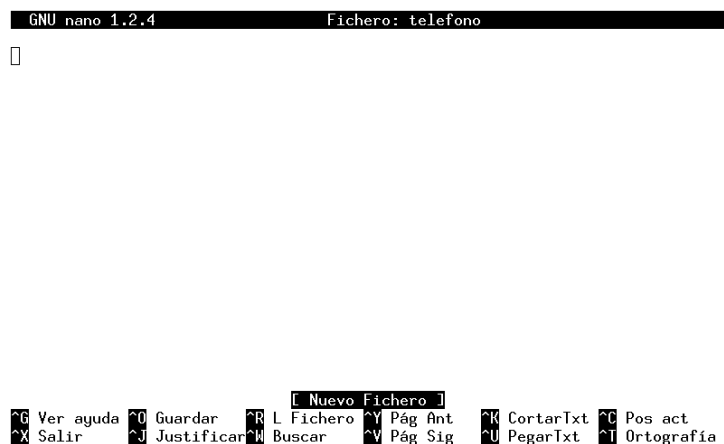 GNU nano 1.2.4 Fichero: telefono
[ Nuevo Fichero ]
^G Ver ayuda ^O Guardar ^R L Fichero ^Y Pág Ant ^K CortarTxt ^C Pos act
^X Salir ^J Justificar^W Buscar ^V Pág Sig ^U PegarTxt ^T Ortografía